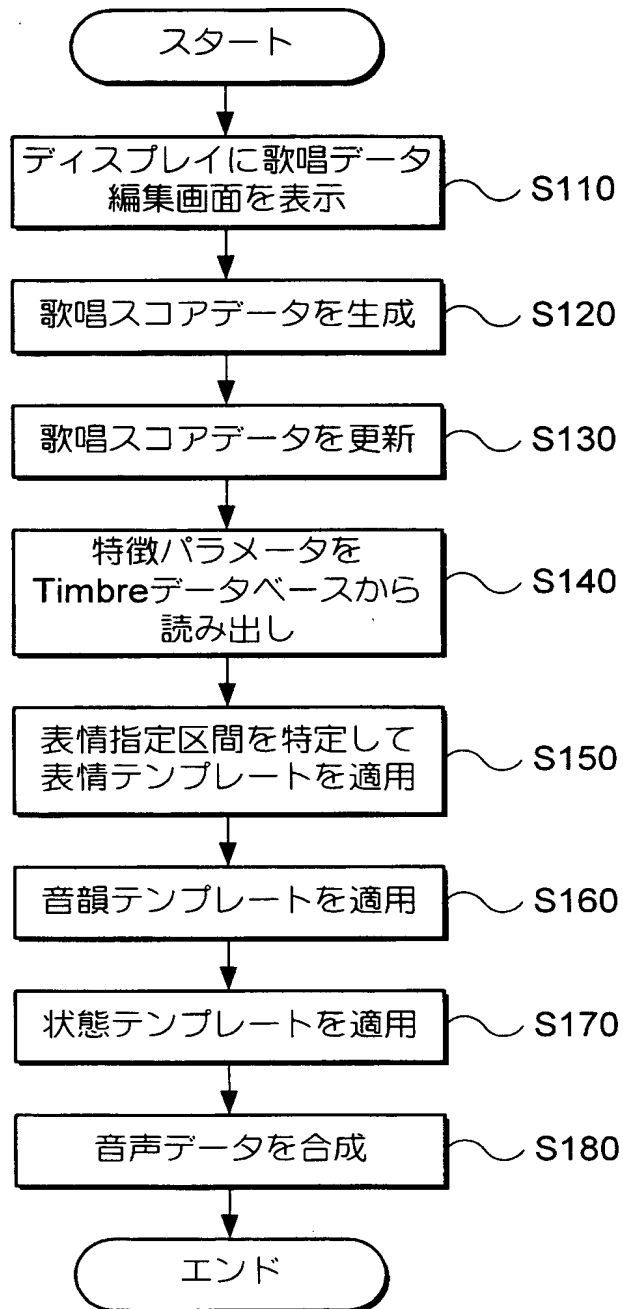 スタート
ディスプレイに歌唱データ
編集画面を表示
S110
歌唱スコアデータを生成
S120
歌唱スコアデータを更新
S130
特徴パラメータを
Timbreデータベースから
読み出し
S140
表情指定区間を特定して
表情テンプレートを適用
S150
音韻テンプレートを適用
S160
状態テンプレートを適用
S170
音声データを合成
S180
エンド